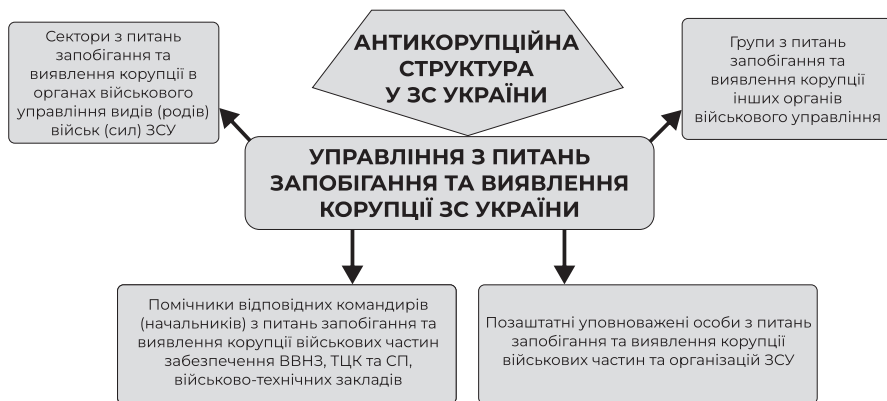 Сектори з питань
запобігання та
виявлення корупції в
органах військового
управління видів (родів)
військ (сил) ЗСУ
АНТИКОРУПЦІЙНА
СТРУКТУРА
У ЗС УКРАЇНИ
Групи з питань
запобігання та
виявлення корупції
інших органів
військового управління
УПРАВЛІННЯ З ПИТАНЬ
ЗАПОБІГАННЯ ТА ВИЯВЛЕННЯ
КОРУПЦІЇ ЗС УКРАЇНИ
Помічники відповідних командирів
(начальників) з питань запобігання та
виявлення корупції військових частин
забезпечення ВВНЗ, ТЦК та СП,
військово-технічних закладів
Позаштатні уповноважені особи з питань
запобігання та виявлення корупції
військових частин та організацій ЗСУ